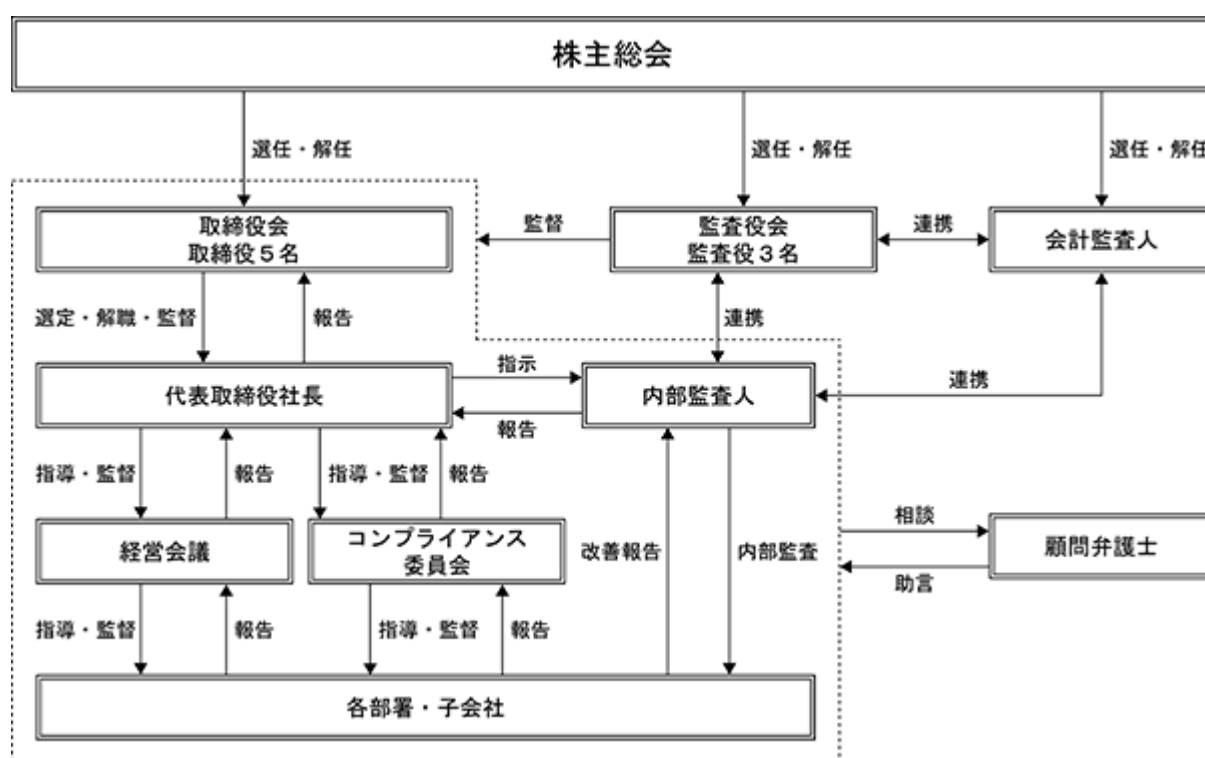 株主総会
選任・解任
選任・解任
選任・解任
取締役会
取締役5名
監督
監査役会
監査役3名
連携
会計監査人
選定・解職・監督
報告
連携
代表取締役社長
指示
報告
内部監査人
連携
指導・監督
報告
指導・監督
報告
経営会議
コンプライアンス
委員会
改善報告
内部監査
相談
助言
顧問弁護士
指導・監督
報告
指導・監督
報告
各部署・子会社